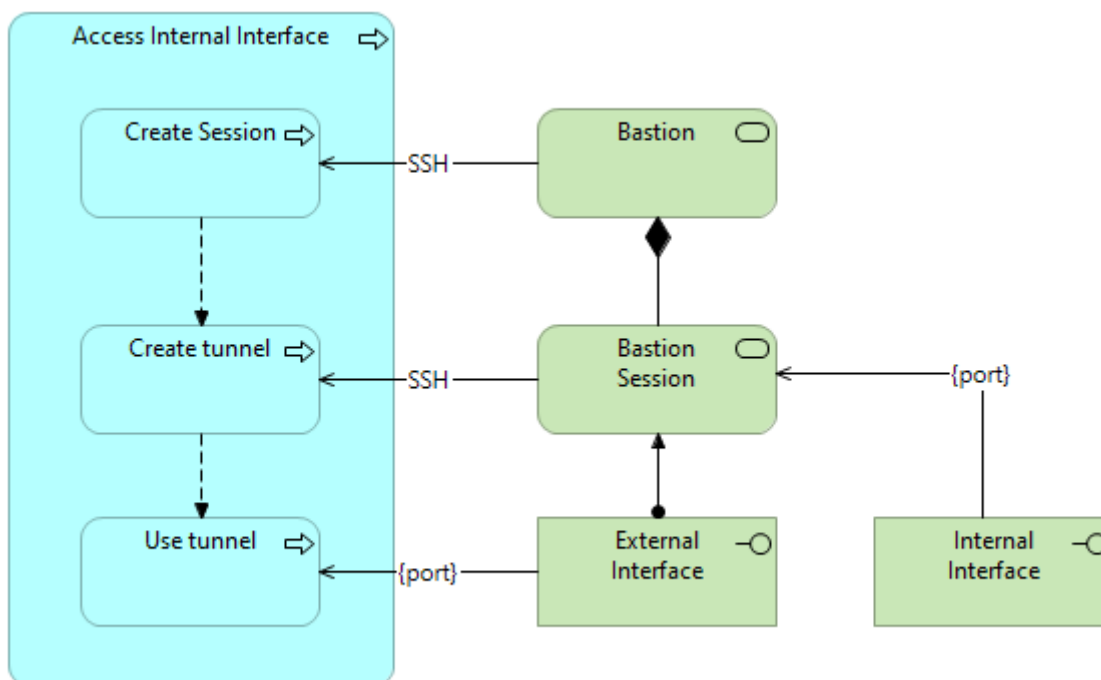 Access Internal Interface
Create Session
SSH
Bastion
Create tunnel
SSH
Bastion
Session
{port}
Use tunnel
{port}
External
Interface
Internal
Interface